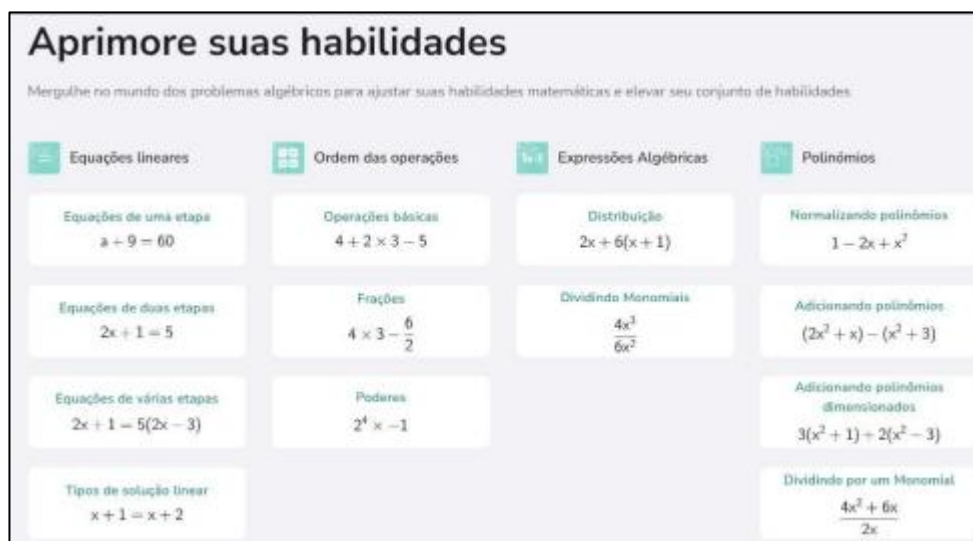 Aprimore suas habilidades
Mergulhe no mundo dos problemas algébricos para ajustar suas habilidades matemáticas e elevar seu conjunto de habilidades
Equações lineares
Equações de uma etapa
a + 9 = 60
Equações de duas etapas
2x + 1 = 5
Equações de várias etapas
2x + 1 = 5(2x − 3)
Tipos de solução linear
x + 1 = x + 2
Ordem das operações
Operações básicas
4 + 2 × 3 − 5
Frações
4 × 3 − 6/2
Poderes
2⁴ × −1
Expressões Algébricas
Distribuição
2x + 6(x + 1)
Dividindo Monomiais
4x³/6x²
Polinómios
Normalizando polinômios
1 − 2x + x²
Adicionando polinômios
(2x² + x) − (x² + 3)
Adicionando polinômios
dimensionados
3(x² + 1) + 2(x² − 3)
Dividindo por um Monomial
4x² + 6x
2x